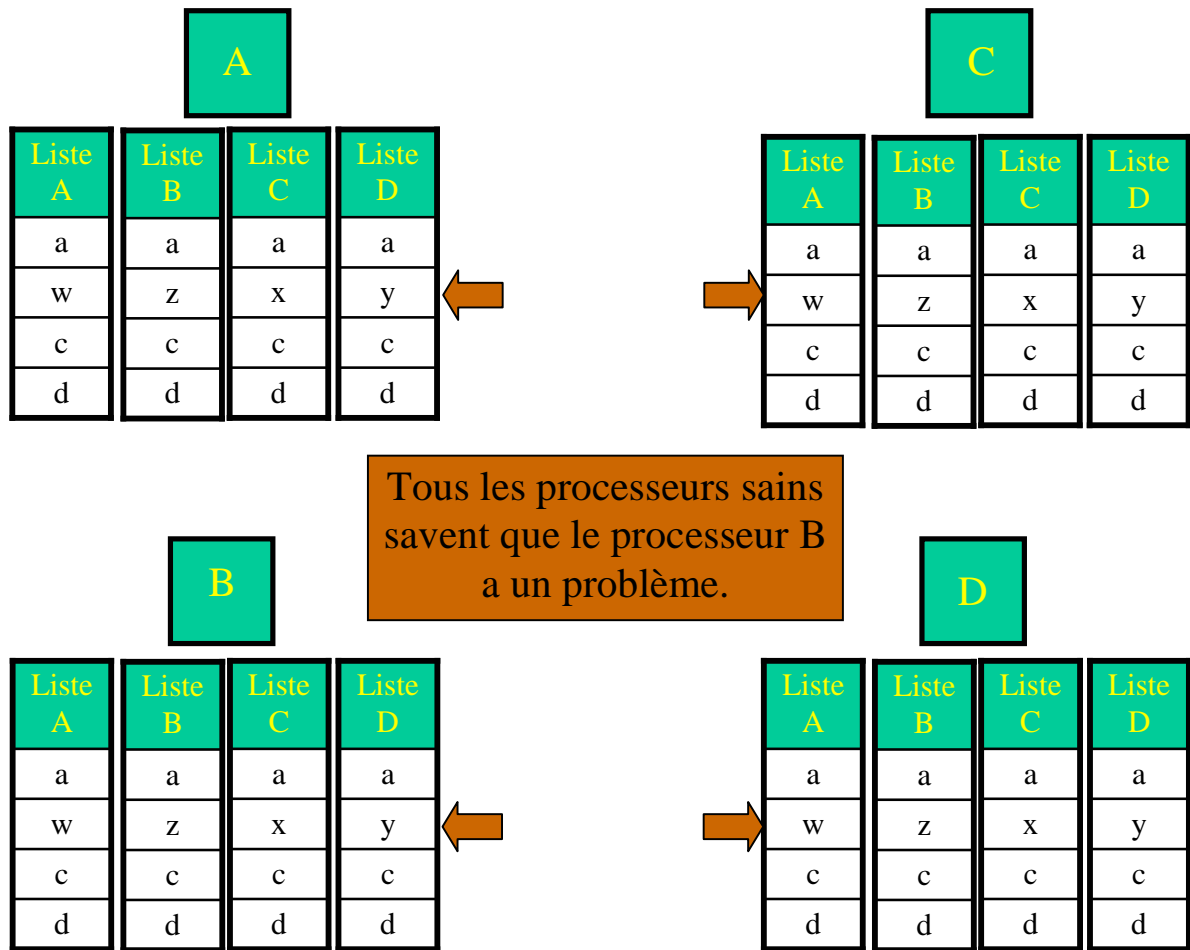 A
Liste A | Liste B | Liste C | Liste D
a | a | a | a
w | z | x | y
c | c | c | c
d | d | d | d
C
Liste A | Liste B | Liste C | Liste D
a | a | a | a
w | z | x | y
c | c | c | c
d | d | d | d
Tous les processeurs sains
savent que le processeur B
a un problème.
B
Liste A | Liste B | Liste C | Liste D
a | a | a | a
w | z | x | y
c | c | c | c
d | d | d | d
D
Liste A | Liste B | Liste C | Liste D
a | a | a | a
w | z | x | y
c | c | c | c
d | d | d | d